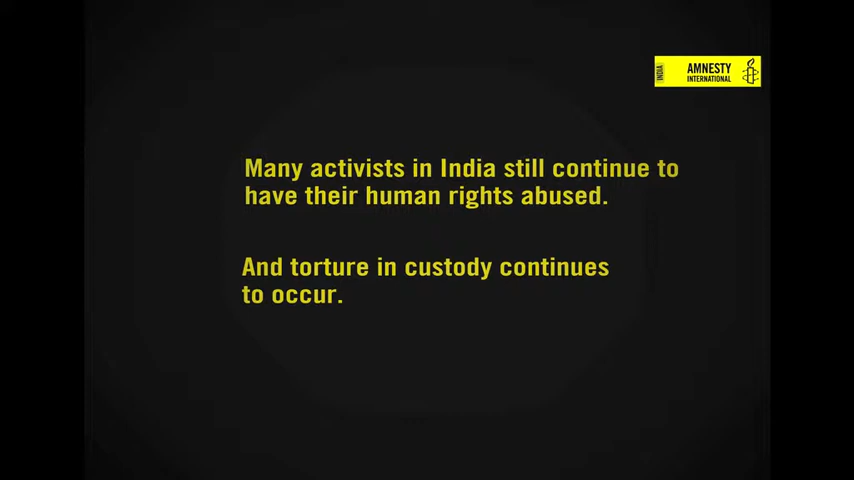 INDIA
AMNESTY
INTERNATIONAL
Many activists in India still continue to
have their human rights abused.
And torture in custody continues
to occur.